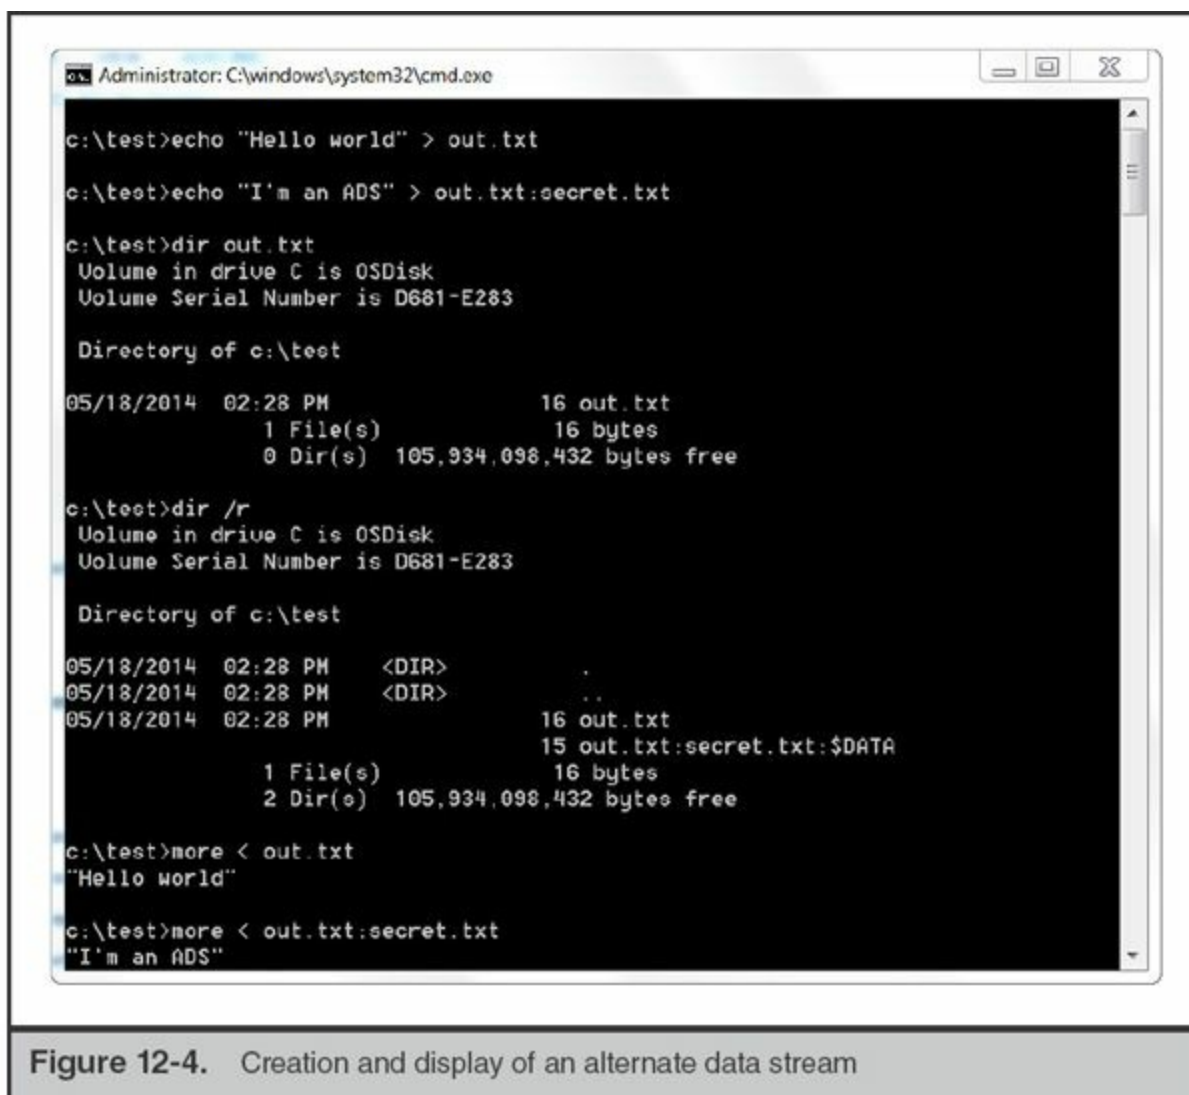 Administrator: C:\windows\system32\cmd.exe
c:\test>echo "Hello world" > out.txt
c:\test>echo "I'm an ADS" > out.txt:secret.txt
c:\test>dir out.txt
Volume in drive C is OSDisk
Volume Serial Number is D681-E283
Directory of c:\test
05/18/2014 02:28 PM 16 out.txt
1 File(s) 16 bytes
0 Dir(s) 105,934,098,432 bytes free
c:\test>dir /r
Volume in drive C is OSDisk
Volume Serial Number is D681-E283
Directory of c:\test
05/18/2014 02:28 PM <DIR> .
05/18/2014 02:28 PM <DIR> ..
05/18/2014 02:28 PM 16 out.txt
15 out.txt:secret.txt:$DATA
1 File(s) 16 bytes
2 Dir(s) 105,934,098,432 bytes free
c:\test>more < out.txt
"Hello world"
c:\test>more < out.txt:secret.txt
"I'm an ADS"
Figure 12-4. Creation and display of an alternate data stream